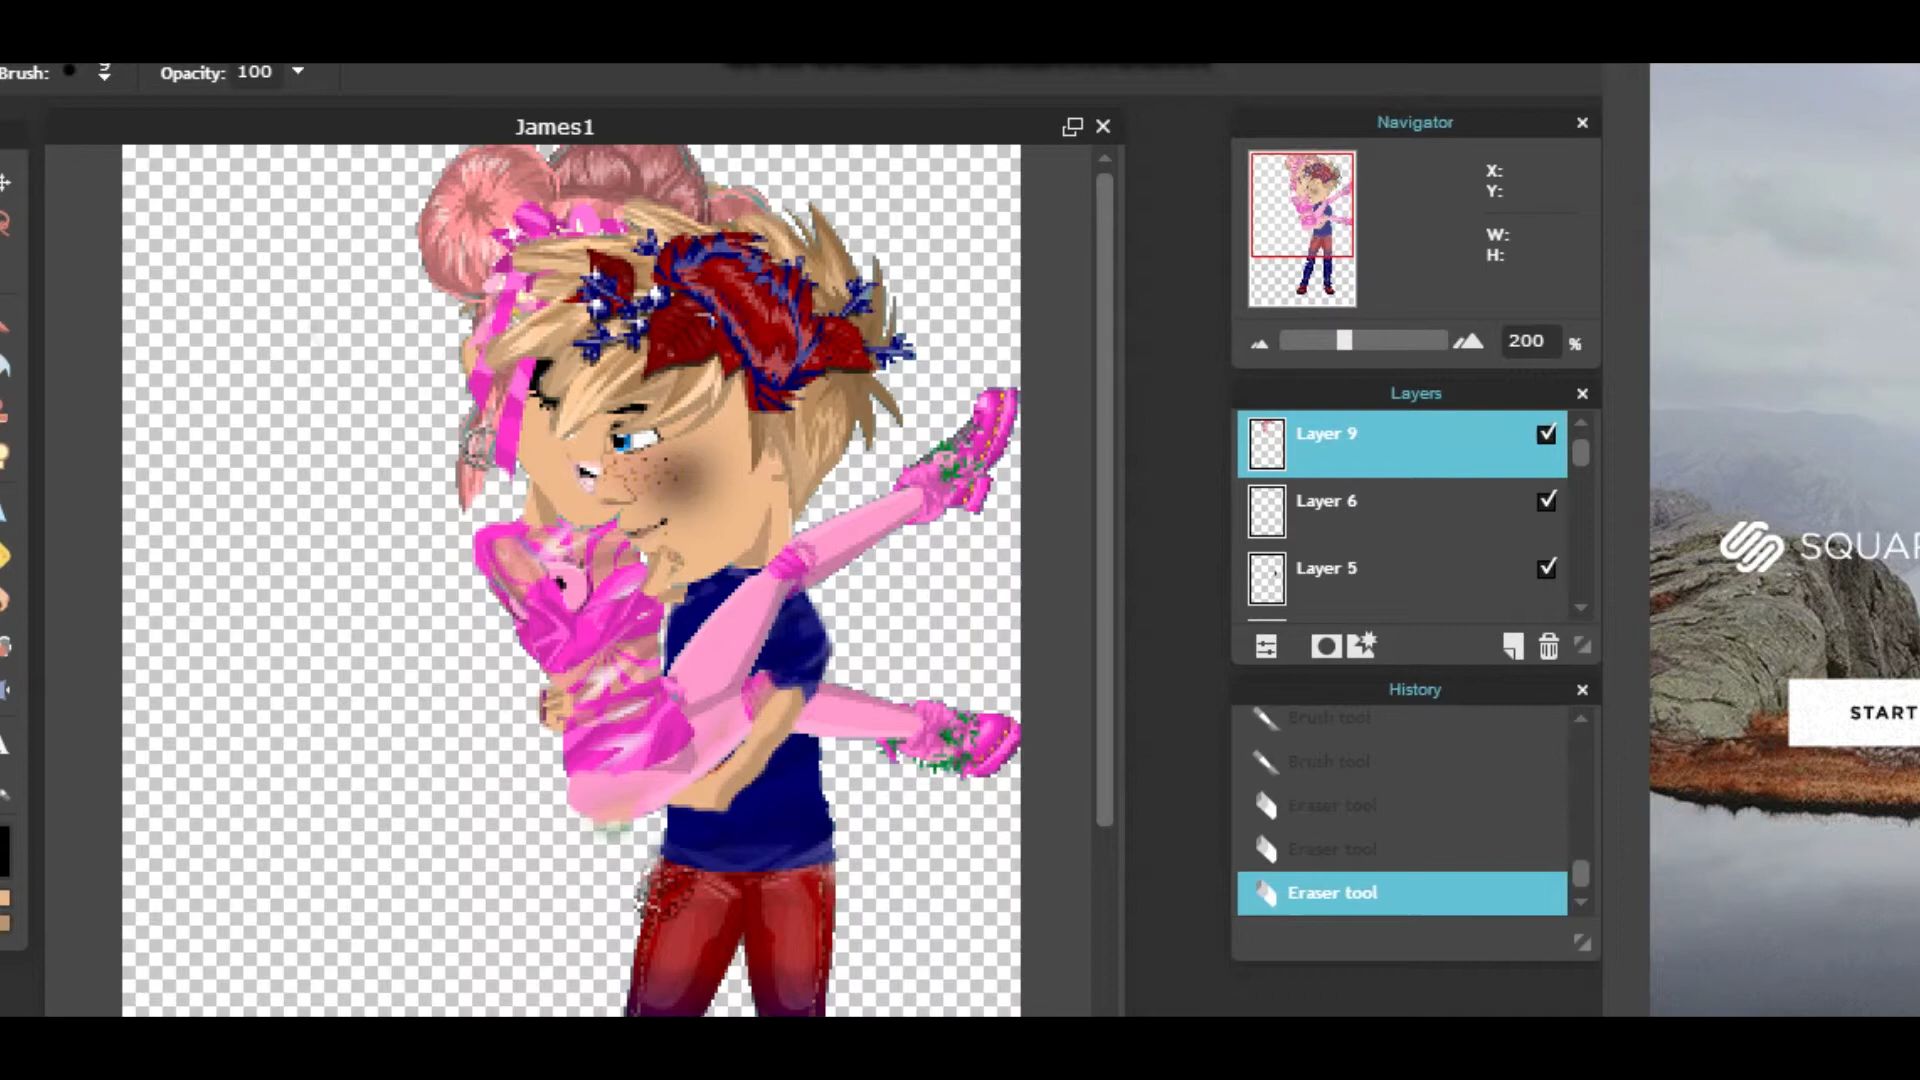 Brush:
Opacity: 100
James1
Navigator
X:
Y:
W:
H:
200 %
Layers
Layer 9
Layer 6
Layer 5
History
Brush tool
Brush tool
Eraser tool
Eraser tool
Eraser tool
SQUAR
START